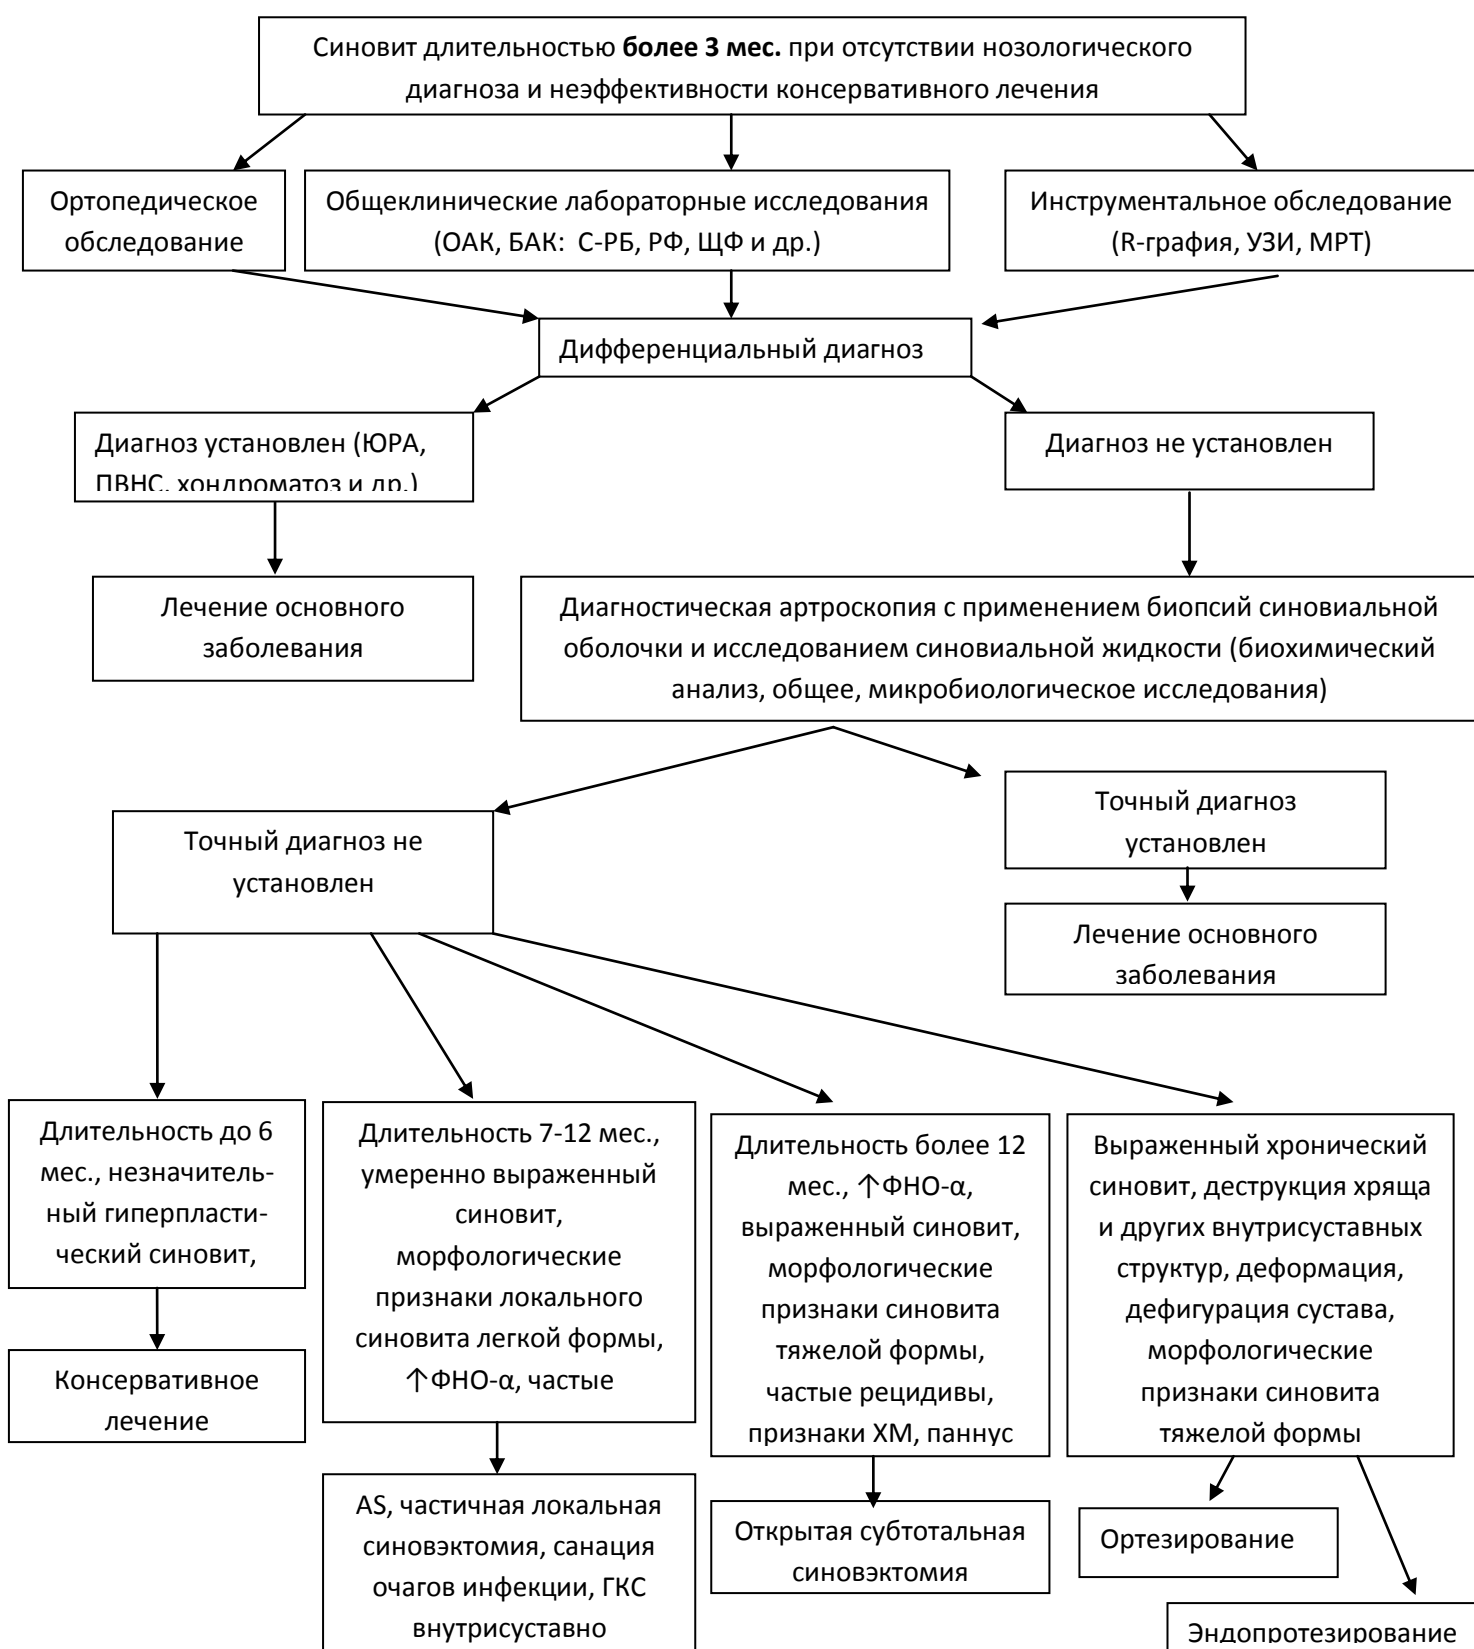 Синовит длительностью более 3 мес. при отсутствии нозологического
диагноза и неэффективности консервативного лечения
Ортопедическое
обследование
Общеклинические лабораторные исследования
(ОАК, БАК: С-РБ, РФ, ЩФ и др.)
Инструментальное обследование
(R-графия, УЗИ, МРТ)
Дифференциальный диагноз
Диагноз установлен (ЮРА,
ПВНС, хондроматоз и др.)
Диагноз не установлен
Лечение основного
заболевания
Диагностическая артроскопия с применением биопсий синовиальной
оболочки и исследованием синовиальной жидкости (биохимический
анализ, общее, микробиологическое исследования)
Точный диагноз не
установлен
Точный диагноз
установлен
Лечение основного
заболевания
Длительность до 6
мес., незначитель-
ный гиперпласти-
ческий синовит,
Длительность 7-12 мес.,
умеренно выраженный
синовит,
морфологические
признаки локального
синовита легкой формы,
↑ФНО-α, частые
Длительность более 12
мес., ↑ФНО-α,
выраженный синовит,
морфологические
признаки синовита
тяжелой формы,
частые рецидивы,
признаки ХМ, паннус
Выраженный хронический
синовит, деструкция хряща
и других внутрисуставных
структур, деформация,
дефигурация сустава,
морфологические
признаки синовита
тяжелой формы
Консервативное
лечение
AS, частичная локальная
синовэктомия, санация
очагов инфекции, ГКС
внутрисуставно
Открытая субтотальная
синовэктомия
Ортезирование
Эндопротезирование